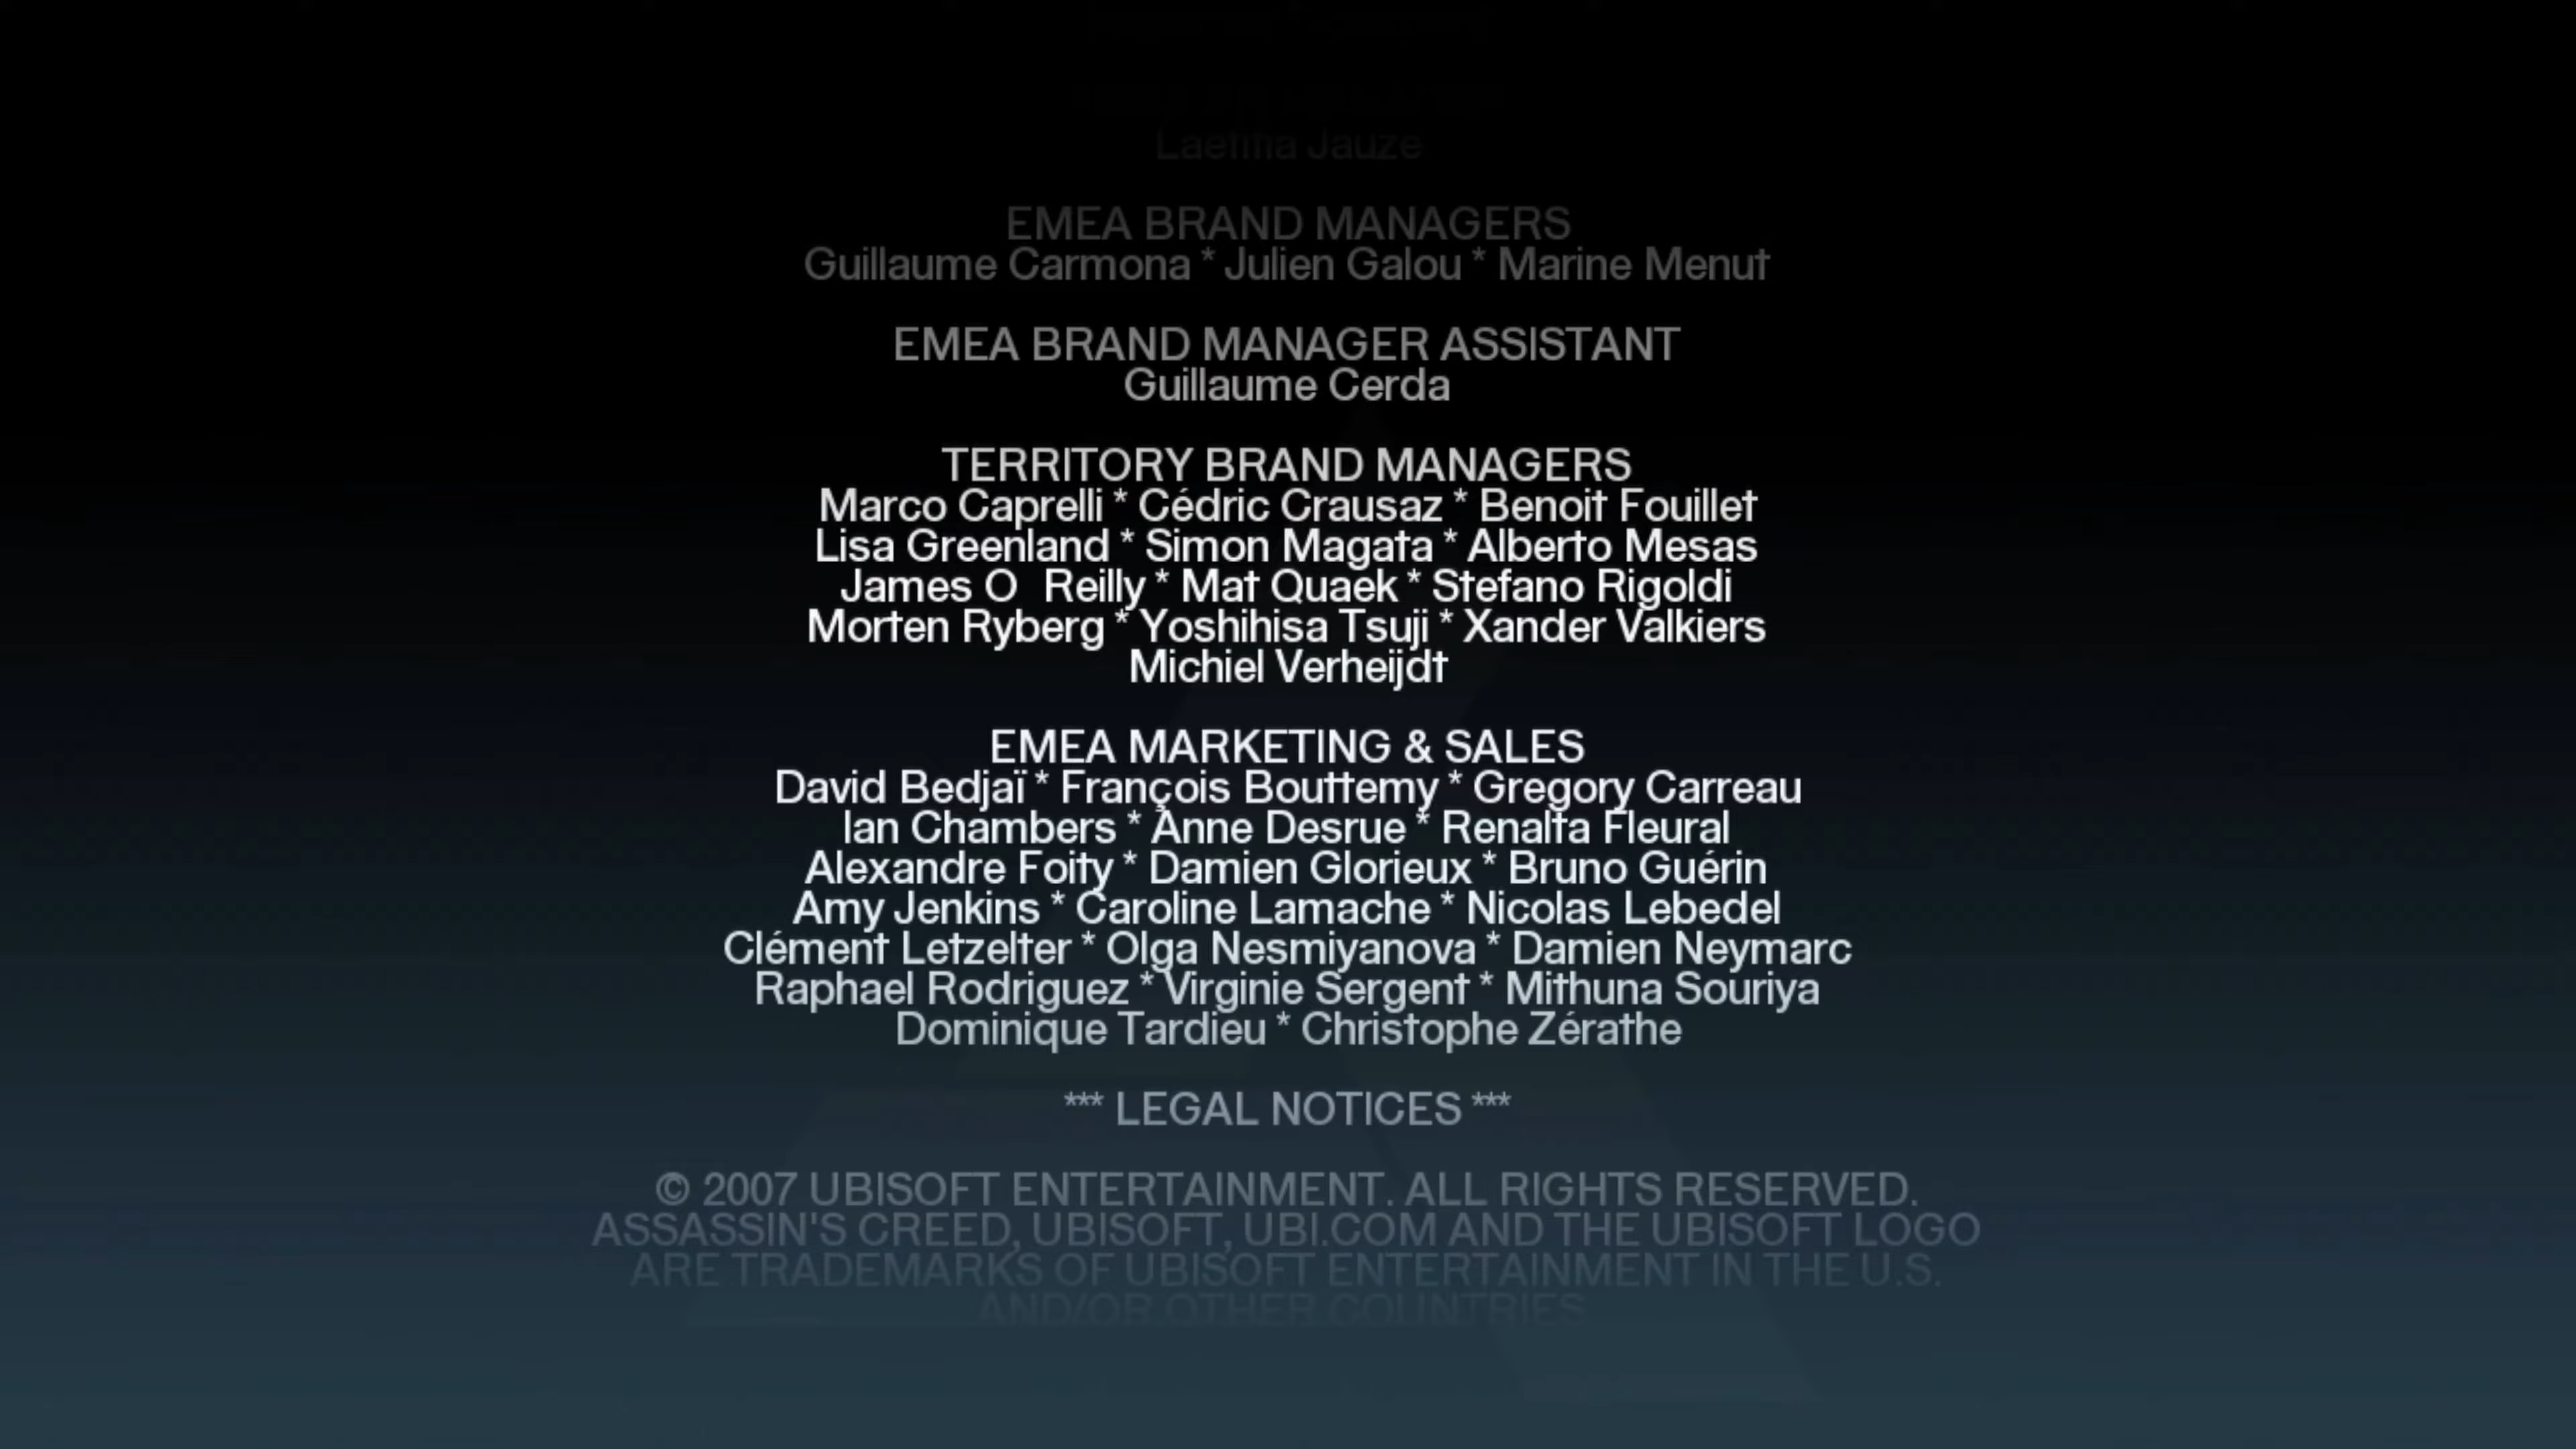 Laetitia Jauze
EMEA BRAND MANAGERS
Guillaume Carmona * Julien Galou * Marine Menut
EMEA BRAND MANAGER ASSISTANT
Guillaume Cerda
TERRITORY BRAND MANAGERS
Marco Caprelli * Cédric Crausaz * Benoit Fouillet
Lisa Greenland * Simon Magata * Alberto Mesas
James O  Reilly * Mat Quaek * Stefano Rigoldi
Morten Ryberg * Yoshihisa Tsuji * Xander Valkiers
Michiel Verheijdt
EMEA MARKETING & SALES
David Bedjaï * François Bouttemy * Gregory Carreau
Ian Chambers * Anne Desrue * Renalta Fleural
Alexandre Foity * Damien Glorieux * Bruno Guérin
Amy Jenkins * Caroline Lamache * Nicolas Lebedel
Clément Letzelter * Olga Nesmiyanova * Damien Neymarc
Raphael Rodriguez * Virginie Sergent * Mithuna Souriya
Dominique Tardieu * Christophe Zérathe
*** LEGAL NOTICES ***
© 2007 UBISOFT ENTERTAINMENT. ALL RIGHTS RESERVED.
ASSASSIN'S CREED, UBISOFT, UBI.COM AND THE UBISOFT LOGO
ARE TRADEMARKS OF UBISOFT ENTERTAINMENT IN THE U.S.
AND/OR OTHER COUNTRIES